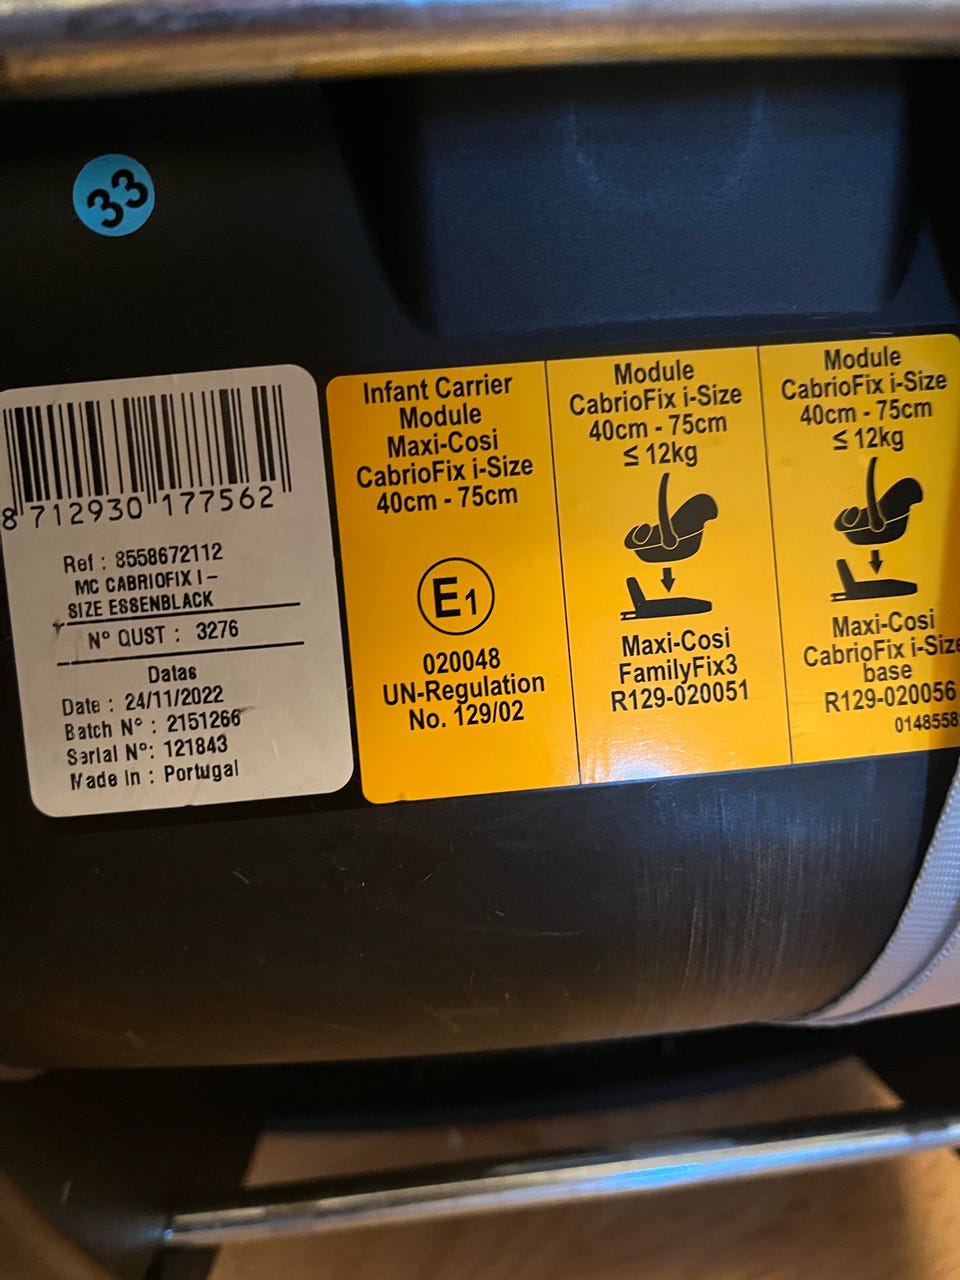 33
8 712930 177562
Ref : 8558672112
MC CABRIOFIX I-
SIZE ESSENBLACK
N° QUST : 3276
Datas
Date : 24/11/2022
Batch N° : 2151266
Serial N°: 121843
Made in : Portugal
Infant Carrier
Module
Maxi-Cosi
CabrioFix i-Size
40cm - 75cm
E1
020048
UN-Regulation
No. 129/02
Module
CabrioFix i-Size
40cm - 75cm
≤ 12kg
Maxi-Cosi
FamilyFix3
R129-020051
Module
CabrioFix i-Size
40cm - 75cm
≤ 12kg
Maxi-Cosi
CabrioFix i-Size
base
R129-020056
0148558